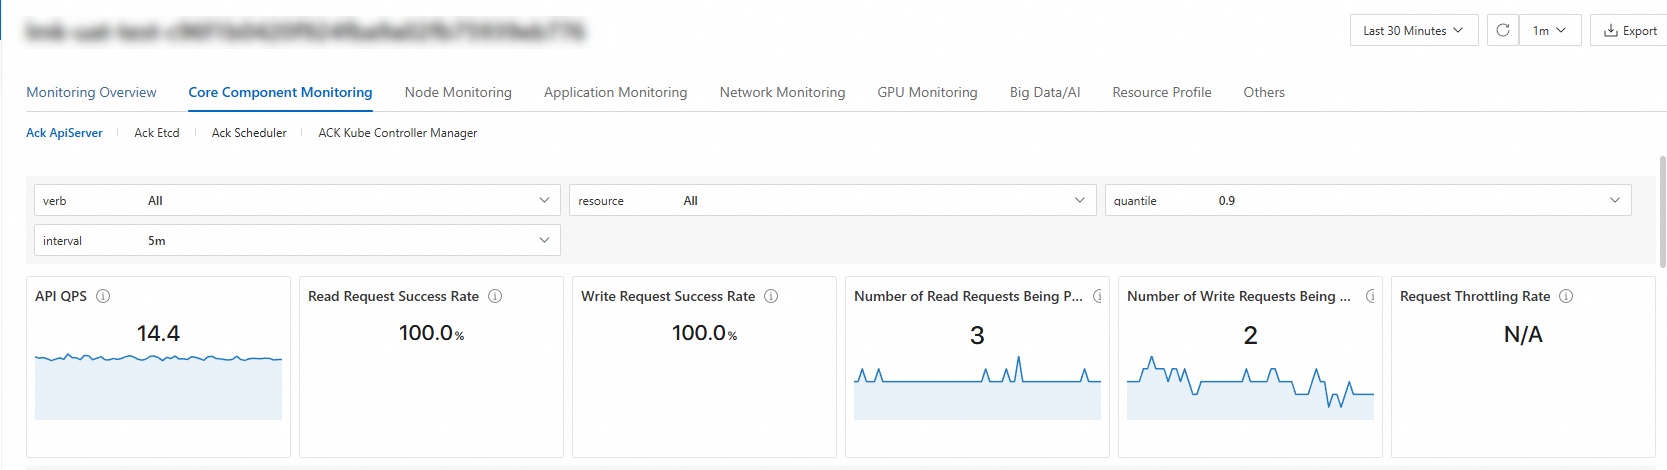 Last 30 Minutes
1m
Export
Monitoring Overview
Core Component Monitoring
Node Monitoring
Application Monitoring
Network Monitoring
GPU Monitoring
Big Data/AI
Resource Profile
Others
Ack ApiServer
Ack Etcd
Ack Scheduler
ACK Kube Controller Manager
verb All
resource All
quantile 0.9
interval 5m
API QPS
14.4
Read Request Success Rate
100.0%
Write Request Success Rate
100.0%
Number of Read Requests Being P...
3
Number of Write Requests Being ...
2
Request Throttling Rate
N/A